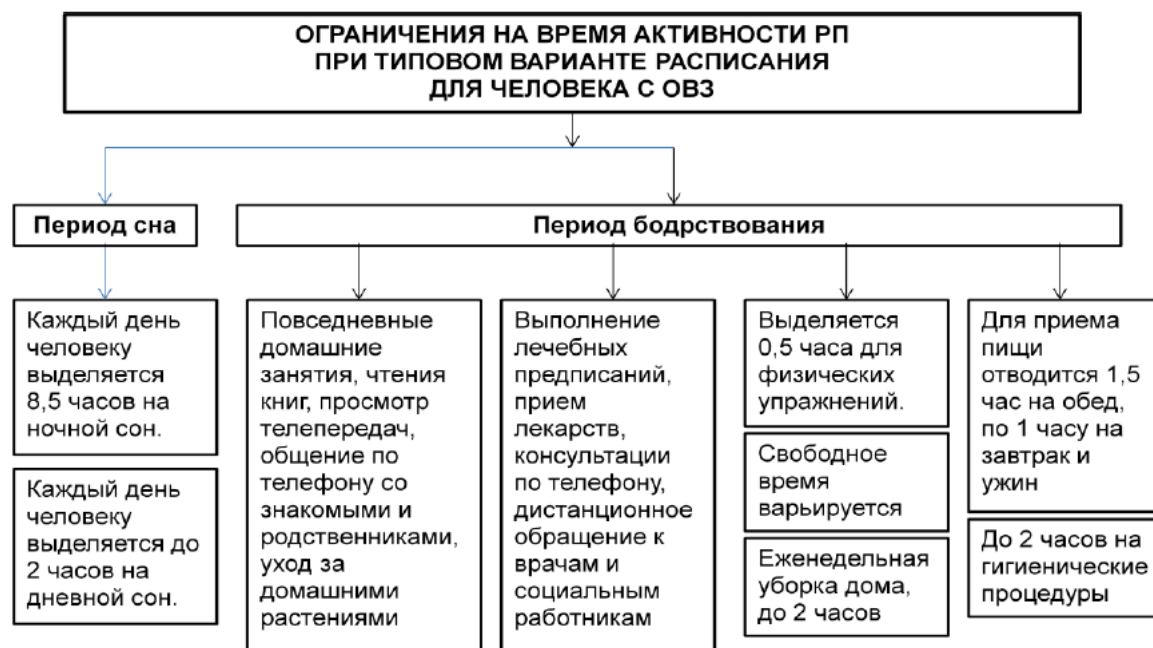 ОГРАНИЧЕНИЯ НА ВРЕМЯ АКТИВНОСТИ РП
ПРИ ТИПОВОМ ВАРИАНТЕ РАСПИСАНИЯ
ДЛЯ ЧЕЛОВЕКА С ОВЗ
Период сна
Каждый день
человеку
выделяется
8,5 часов на
ночной сон.
Каждый день
человеку
выделяется до
2 часов на
дневной сон.
Период бодрствования
Повседневные
домашние
занятия, чтения
книг, просмотр
телепередач,
общение по
телефону со
знакомыми и
родственниками,
уход за
домашними
растениями
Выполнение
лечебных
предписаний,
прием
лекарств,
консультации
по телефону,
дистанционное
обращение к
врачам и
социальным
работникам
Выделяется
0,5 часа для
физических
упражнений.
Свободное
время
варьируется
Еженедельная
уборка дома,
до 2 часов
Для приема
пищи
отводится 1,5
час на обед,
по 1 часу на
завтрак и
ужин
До 2 часов на
гигиенические
процедуры